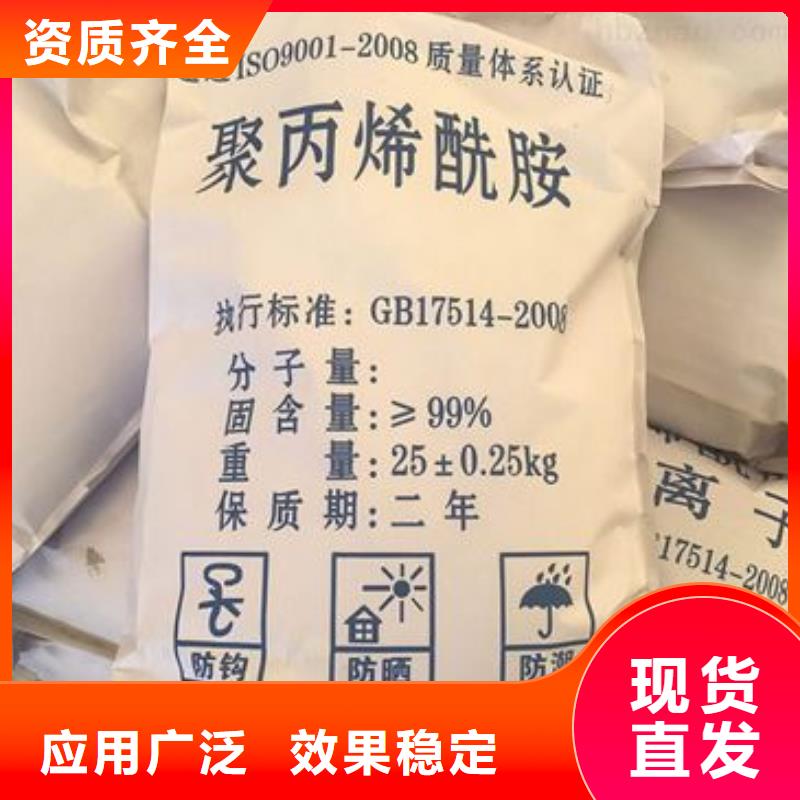 资质齐全
ISO9001-2008 质量体系认证
聚丙烯酰胺
执行标准：GB17514-2008
分子量：
固含量：≥99%
重量：25±0.25kg
保质期：二年
离子
17514-2008
防钩
防晒
防潮
现货
直发
应用广泛 效果稳定